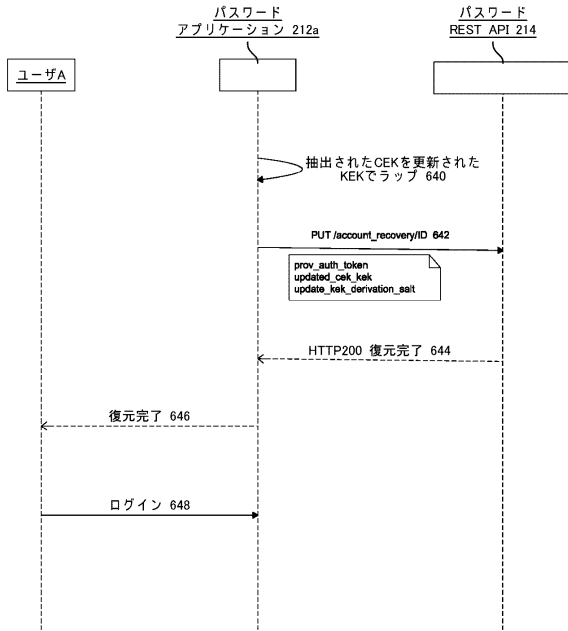 パスワード
アプリケーション 212a
パスワード
REST API 214
ユーザA
抽出されたCEKを更新された
KEKでラップ 640
PUT /account_recovery/ID 642
prov_auth_token
updated_cek_kek
update_kek_derivation_salt
HTTP200 復元完了 644
復元完了 646
ログイン 648